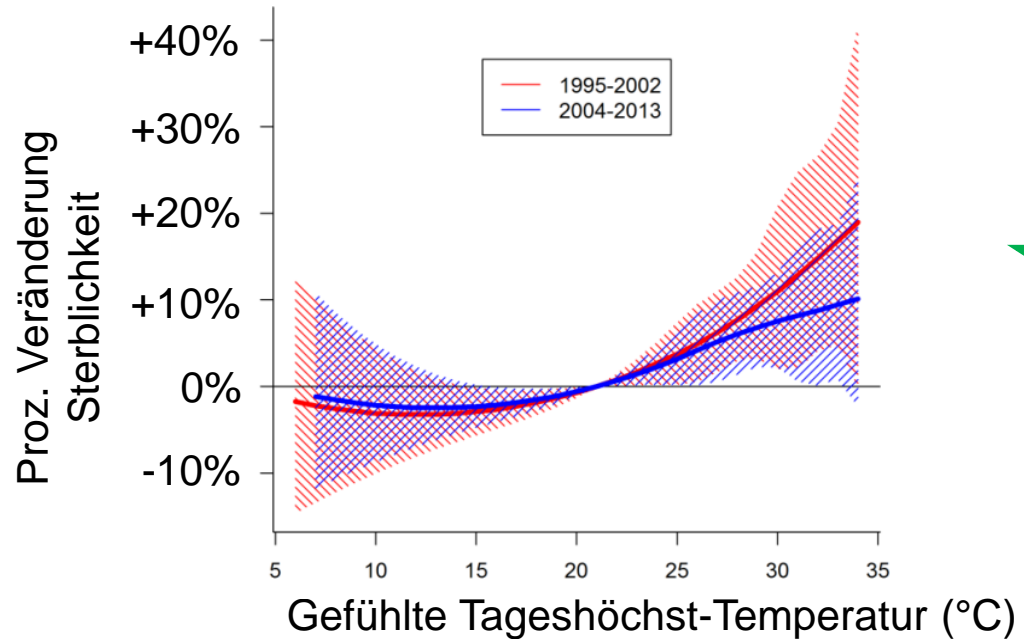 +40%
+30%
+20%
+10%
0%
-10%
Proz. Veränderung
Sterblichkeit
1995-2002
2004-2013
5 10 15 20 25 30 35
Gefühlte Tageshöchst-Temperatur (°C)